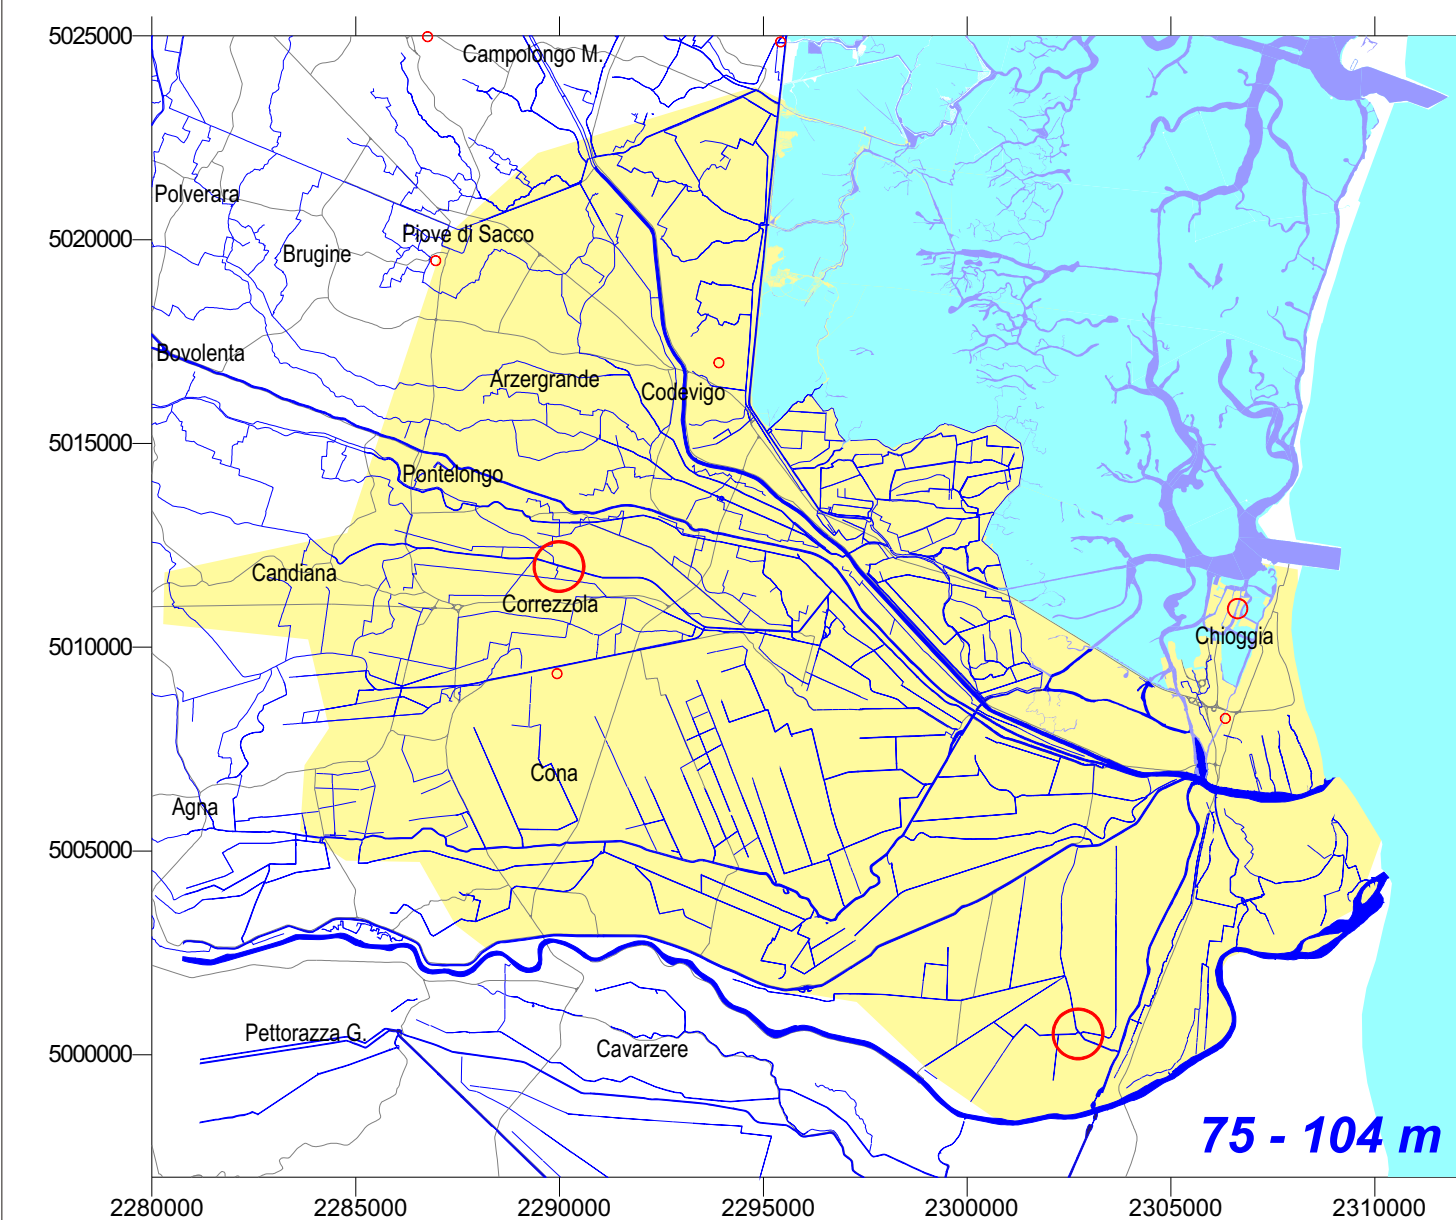 5025000
Campolongo M.
Polverara
5020000
Piove di Sacco
Brugine
Bovolenta
Arzergrande
Codevigo
5015000
Pontelongo
Candiana
Correzzola
Chioggia
5010000
Cona
Agna
5005000
Pettorazza G.
Cavarzere
5000000
75 - 104 m
2280000 2285000 2290000 2295000 2300000 2305000 2310000